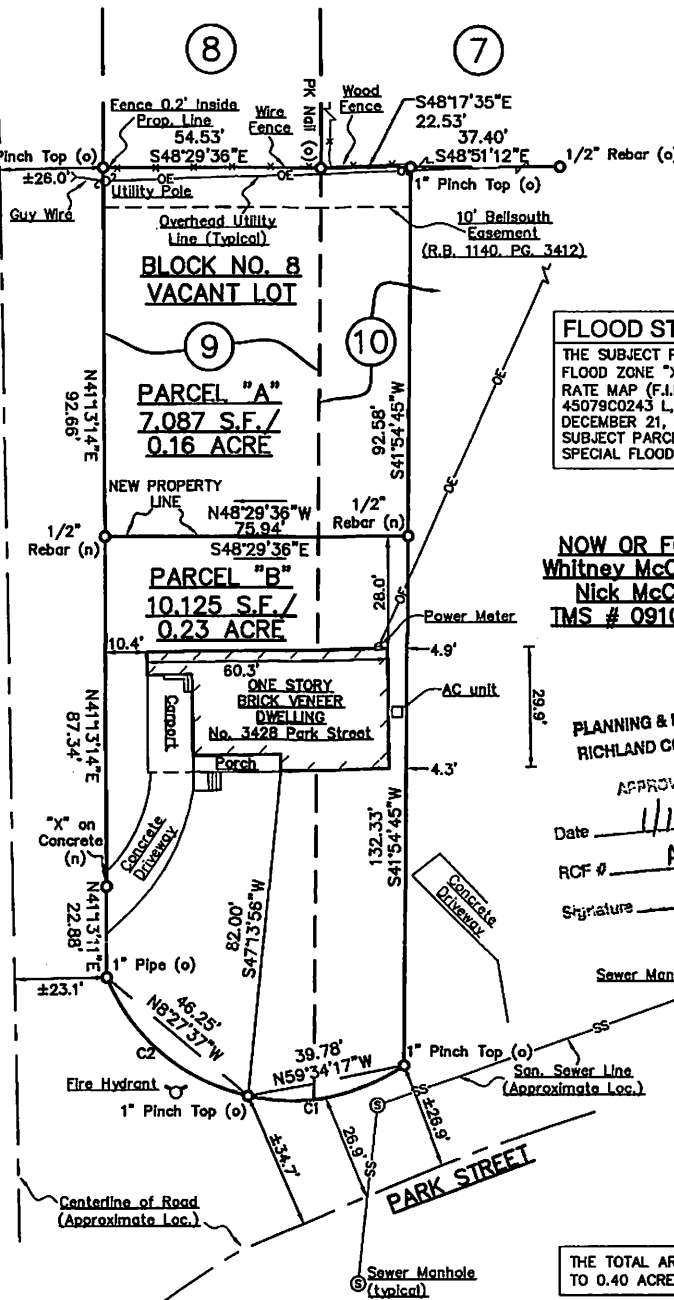 8
7
PK Nail (o)
Fence 0.2' Inside
Prop. Line
54.53'
S48°29'36"E
Wire
Fence
Wood
Fence
S48°17'35"E
22.53'
37.40'
S48°51'12"E
Pinch Top (o)
1/2" Rebar (o)
±26.0'
OE
OE
Utility Pole
1" Pinch Top (o)
Guy Wire
Overhead Utility
Line (Typical)
10' Bellsouth
Easement
(R.B. 1140, PG. 3412)
BLOCK NO. 8
VACANT LOT
OE
9
10
FLOOD ST
THE SUBJECT P
FLOOD ZONE "X
RATE MAP (F.I.
45079C0243 L,
DECEMBER 21,
SUBJECT PARCE
SPECIAL FLOOD
N41°13'14"E
92.66'
PARCEL "A"
7,087 S.F./
0.16 ACRE
92.58'
S41°54'45"W
OE
NEW PROPERTY
LINE
N48°29'36"W
75.94'
S48°29'36"E
1/2"
Rebar (n)
1/2"
Rebar (n)
PARCEL "B"
10,125 S.F./
0.23 ACRE
28.0'
OE
NOW OR F
Whitney McC
Nick McC
TMS # 0910
Power Meter
10.4'
60.3'
4.9'
Carport
ONE STORY
BRICK VENEER
DWELLING
No. 3428 Park Street
AC unit
29.9'
N41°13'14"E
87.34'
Porch
4.3'
PLANNING &
RICHLAND CO
APPROV
Date
RCF #
Signature
"X" on
Concrete
(n)
Concrete
Driveway
132.33'
S41°54'45"W
Concrete
Driveway
N41°13'11"E
22.88'
82.00'
S47°13'56"W
Sewer Man
1" Pipe (o)
±23.1'
46.25'
N8°27'37"W
C2
39.78'
N59°34'17"W
1" Pinch Top (o)
SS
San. Sewer Line
(Approximate Loc.)
Fire Hydrant
1" Pinch Top (o)
C1
S
S
±26.9'
±34.7'
26.9'
SS
PARK STREET
Centerline of Road
(Approximate Loc.)
S
Sewer Manhole
(typical)
THE TOTAL AR
TO 0.40 ACRE